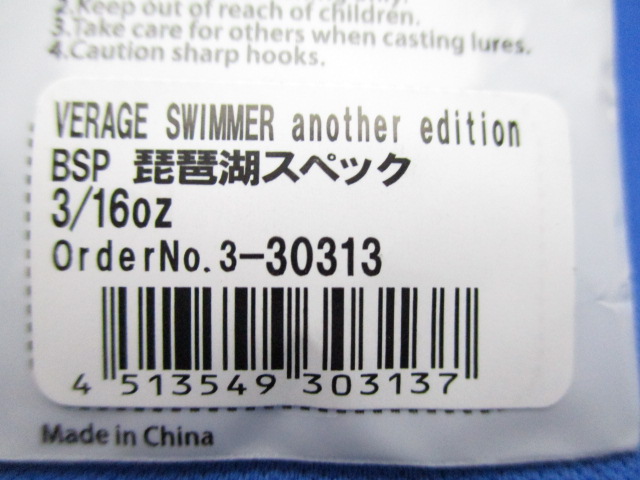 2.Keep out of reach of children.
3.Take care for others when casting lures.
4.Caution sharp hooks.
VERAGE SWIMMER another edition
BSP 琵琶湖スペック
3/16oz
OrderNo.3-30313
4 513549 303137
Made in China